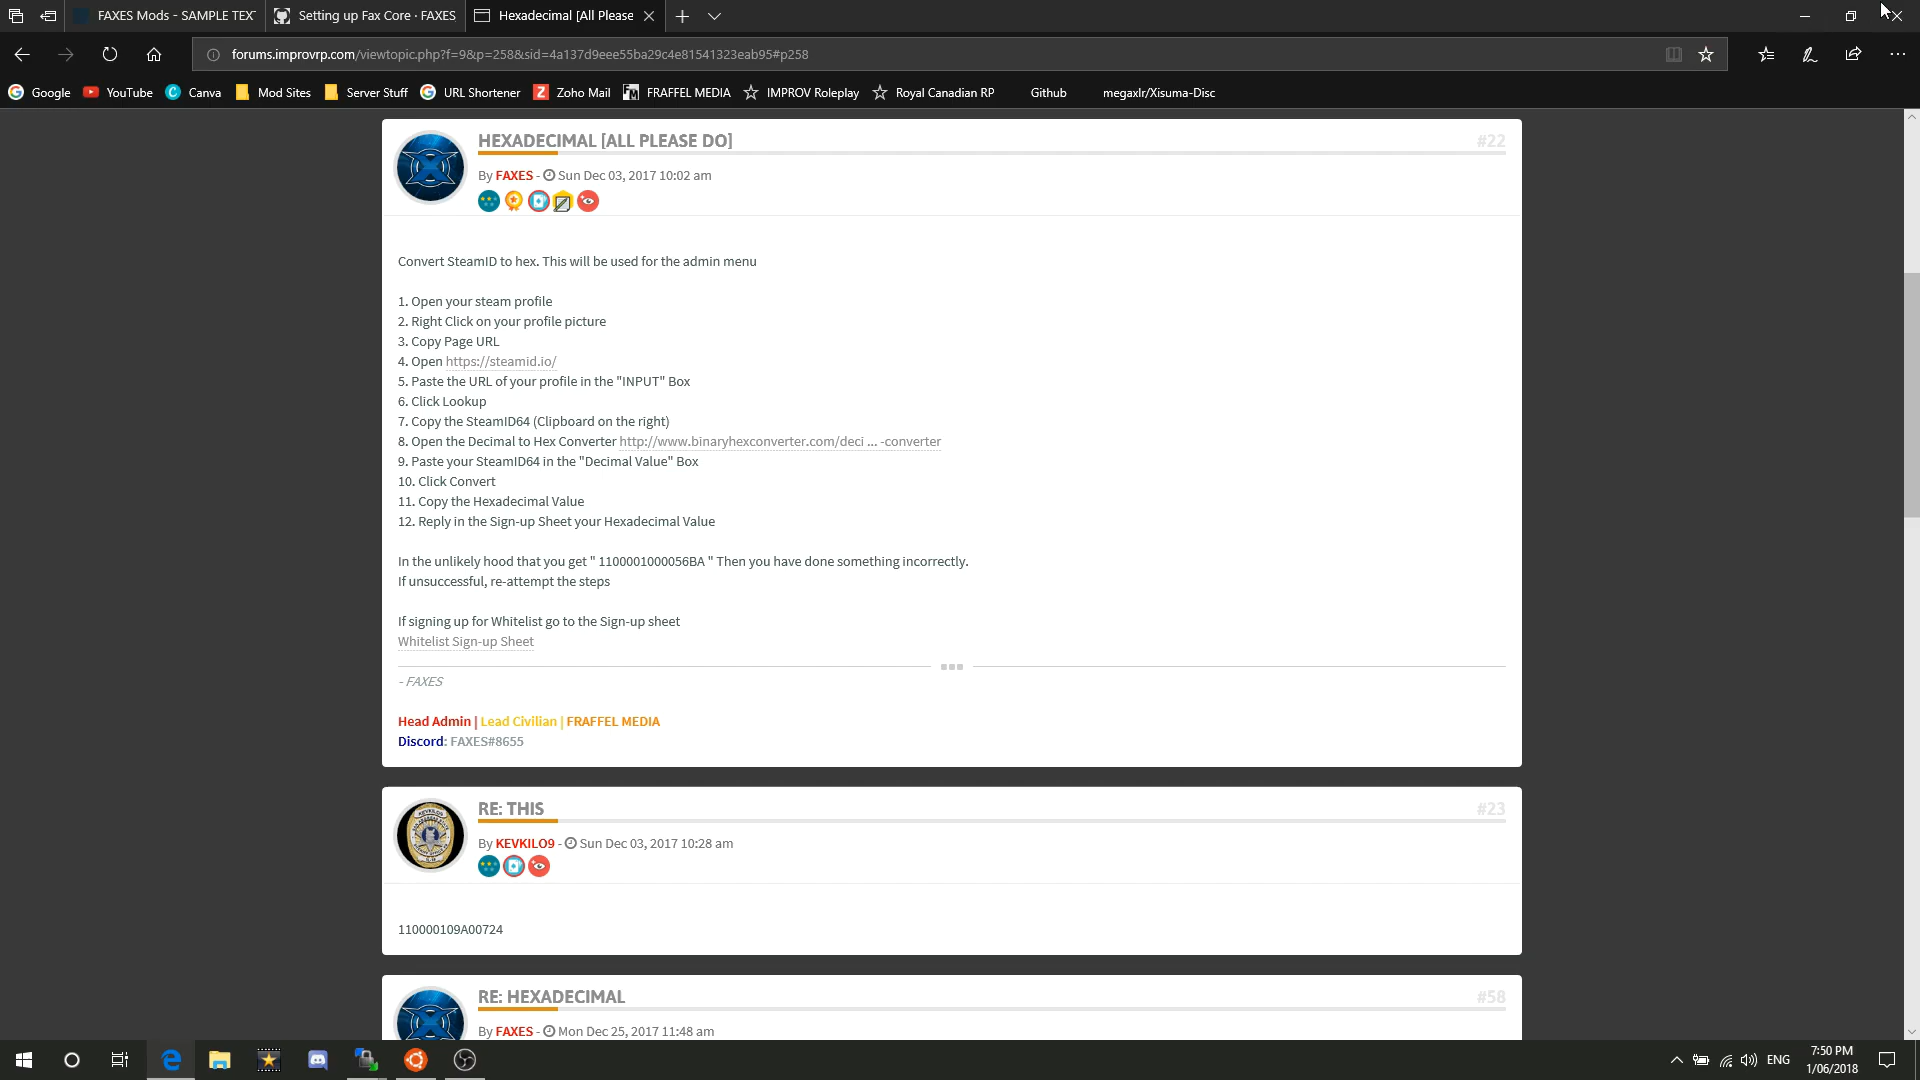 FAXES Mods - SAMPLE TEX
Setting up Fax Core · FAXES
Hexadecimal [All Please
forums.improvrp.com/viewtopic.php?f=9&p=258&sid=4a137d9eee55ba29c4e81541323eab95#p258
Google YouTube Canva Mod Sites Server Stuff URL Shortener Zoho Mail FRAFFEL MEDIA IMPROV Roleplay Royal Canadian RP Github megaxlr/Xisuma-Disc
HEXADECIMAL [ALL PLEASE DO] #22
By FAXES - Sun Dec 03, 2017 10:02 am
Convert SteamID to hex. This will be used for the admin menu
1. Open your steam profile
2. Right Click on your profile picture
3. Copy Page URL
4. Open https://steamid.io/
5. Paste the URL of your profile in the "INPUT" Box
6. Click Lookup
7. Copy the SteamID64 (Clipboard on the right)
8. Open the Decimal to Hex Converter http://www.binaryhexconverter.com/deci ... -converter
9. Paste your SteamID64 in the "Decimal Value" Box
10. Click Convert
11. Copy the Hexadecimal Value
12. Reply in the Sign-up Sheet your Hexadecimal Value
In the unlikely hood that you get " 1100001000056BA " Then you have done something incorrectly.
If unsuccessful, re-attempt the steps
If signing up for Whitelist go to the Sign-up sheet
Whitelist Sign-up Sheet
- FAXES
Head Admin | Lead Civilian | FRAFFEL MEDIA
Discord: FAXES#8655
RE: THIS #23
By KEVKILO9 - Sun Dec 03, 2017 10:28 am
110000109A00724
RE: HEXADECIMAL #58
By FAXES - Mon Dec 25, 2017 11:48 am
ENG
7:50 PM
1/06/2018